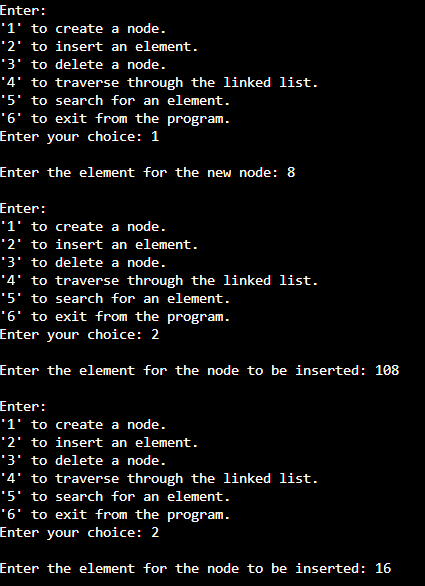 Enter:
'1' to create a node.
'2' to insert an element.
'3' to delete a node.
'4' to traverse through the linked list.
'5' to search for an element.
'6' to exit from the program.
Enter your choice: 1
Enter the element for the new node: 8
Enter:
'1' to create a node.
'2' to insert an element.
'3' to delete a node.
'4' to traverse through the linked list.
'5' to search for an element.
'6' to exit from the program.
Enter your choice: 2
Enter the element for the node to be inserted: 108
Enter:
'1' to create a node.
'2' to insert an element.
'3' to delete a node.
'4' to traverse through the linked list.
'5' to search for an element.
'6' to exit from the program.
Enter your choice: 2
Enter the element for the node to be inserted: 16